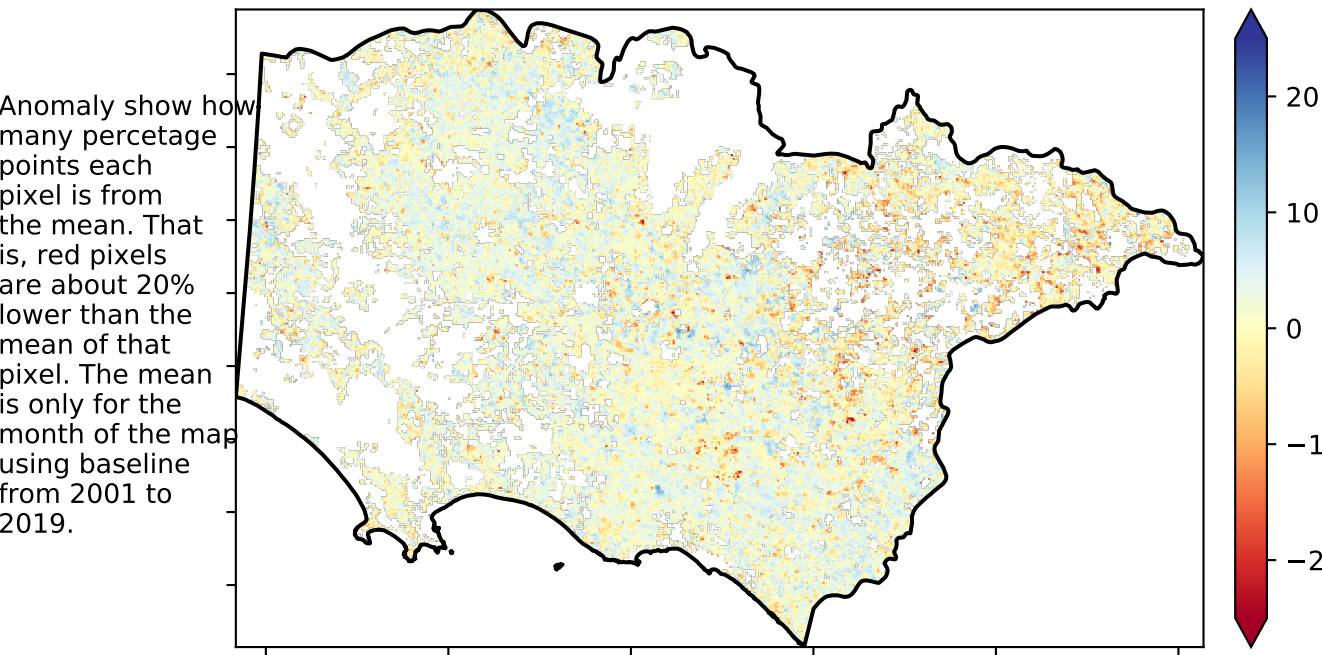 Anomaly show how
many percetage
points each
pixel is from
the mean. That
is, red pixels
are about 20%
lower than the
mean of that
pixel. The mean
is only for the
month of the map
using baseline
from 2001 to
2019.
20
10
0
−1
−2